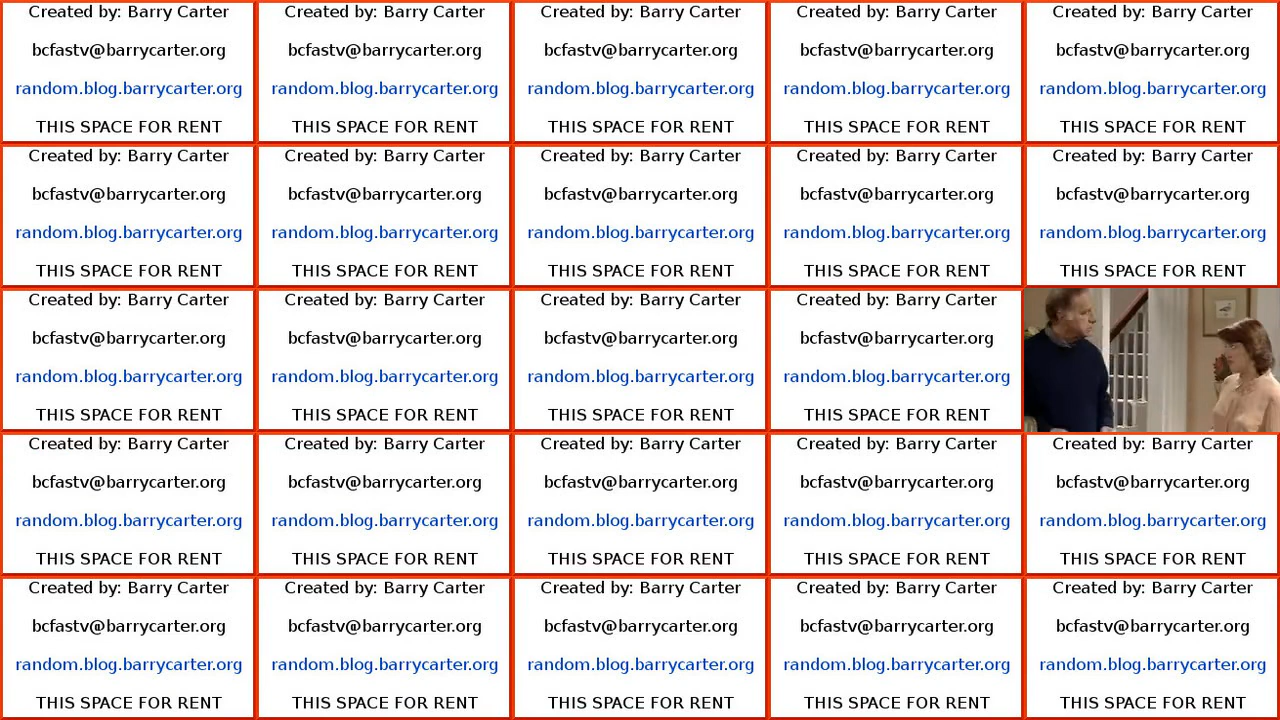 Created by: Barry Carter
bcfastv@barrycarter.org
random.blog.barrycarter.org
THIS SPACE FOR RENT
Created by: Barry Carter
bcfastv@barrycarter.org
random.blog.barrycarter.org
THIS SPACE FOR RENT
Created by: Barry Carter
bcfastv@barrycarter.org
random.blog.barrycarter.org
THIS SPACE FOR RENT
Created by: Barry Carter
bcfastv@barrycarter.org
random.blog.barrycarter.org
THIS SPACE FOR RENT
Created by: Barry Carter
bcfastv@barrycarter.org
random.blog.barrycarter.org
THIS SPACE FOR RENT
Created by: Barry Carter
bcfastv@barrycarter.org
random.blog.barrycarter.org
THIS SPACE FOR RENT
Created by: Barry Carter
bcfastv@barrycarter.org
random.blog.barrycarter.org
THIS SPACE FOR RENT
Created by: Barry Carter
bcfastv@barrycarter.org
random.blog.barrycarter.org
THIS SPACE FOR RENT
Created by: Barry Carter
bcfastv@barrycarter.org
random.blog.barrycarter.org
THIS SPACE FOR RENT
Created by: Barry Carter
bcfastv@barrycarter.org
random.blog.barrycarter.org
THIS SPACE FOR RENT
Created by: Barry Carter
bcfastv@barrycarter.org
random.blog.barrycarter.org
THIS SPACE FOR RENT
Created by: Barry Carter
bcfastv@barrycarter.org
random.blog.barrycarter.org
THIS SPACE FOR RENT
Created by: Barry Carter
bcfastv@barrycarter.org
random.blog.barrycarter.org
THIS SPACE FOR RENT
Created by: Barry Carter
bcfastv@barrycarter.org
random.blog.barrycarter.org
THIS SPACE FOR RENT
Created by: Barry Carter
bcfastv@barrycarter.org
random.blog.barrycarter.org
THIS SPACE FOR RENT
Created by: Barry Carter
bcfastv@barrycarter.org
random.blog.barrycarter.org
THIS SPACE FOR RENT
Created by: Barry Carter
bcfastv@barrycarter.org
random.blog.barrycarter.org
THIS SPACE FOR RENT
Created by: Barry Carter
bcfastv@barrycarter.org
random.blog.barrycarter.org
THIS SPACE FOR RENT
Created by: Barry Carter
bcfastv@barrycarter.org
random.blog.barrycarter.org
THIS SPACE FOR RENT
Created by: Barry Carter
bcfastv@barrycarter.org
random.blog.barrycarter.org
THIS SPACE FOR RENT
Created by: Barry Carter
bcfastv@barrycarter.org
random.blog.barrycarter.org
THIS SPACE FOR RENT
Created by: Barry Carter
bcfastv@barrycarter.org
random.blog.barrycarter.org
THIS SPACE FOR RENT
Created by: Barry Carter
bcfastv@barrycarter.org
random.blog.barrycarter.org
THIS SPACE FOR RENT
Created by: Barry Carter
bcfastv@barrycarter.org
random.blog.barrycarter.org
THIS SPACE FOR RENT